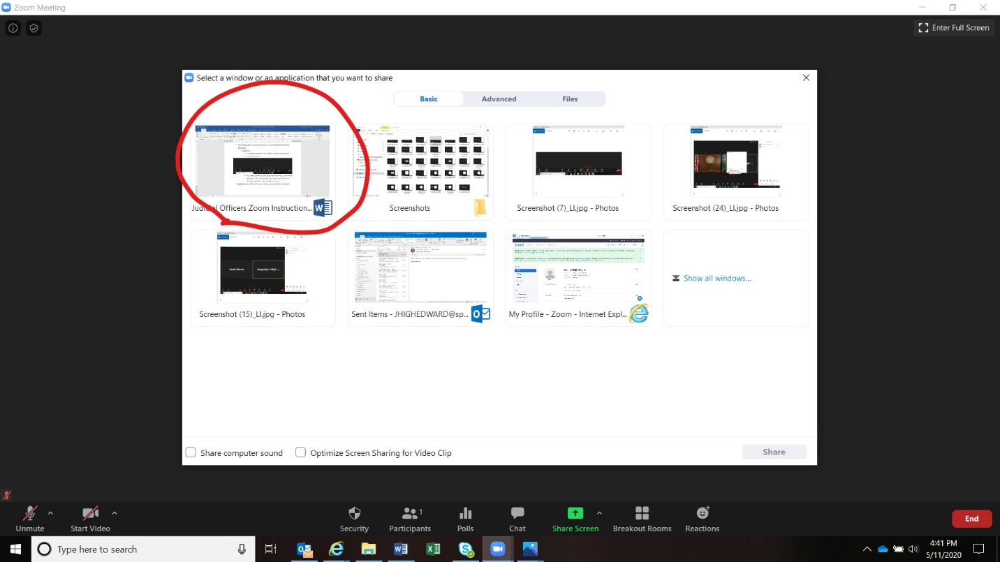 Zoom Meeting
Enter Full Screen
Select a window or an application that you want to share
Basic Advanced Files
Judicial Officers Zoom Instruction...
Screenshots
Screenshot (7)_LI.jpg - Photos
Screenshot (24)_LI.jpg - Photos
Screenshot (15)_LI.jpg - Photos
Sent Items - JHIGHEDWARD@sp...
My Profile - Zoom - Internet Expl...
Show all windows...
Share computer sound
Optimize Screen Sharing for Video Clip
Share
Unmute
Start Video
Security
Participants
1
Polls
Chat
Share Screen
Breakout Rooms
Reactions
End
Type here to search
4:41 PM
5/11/2020